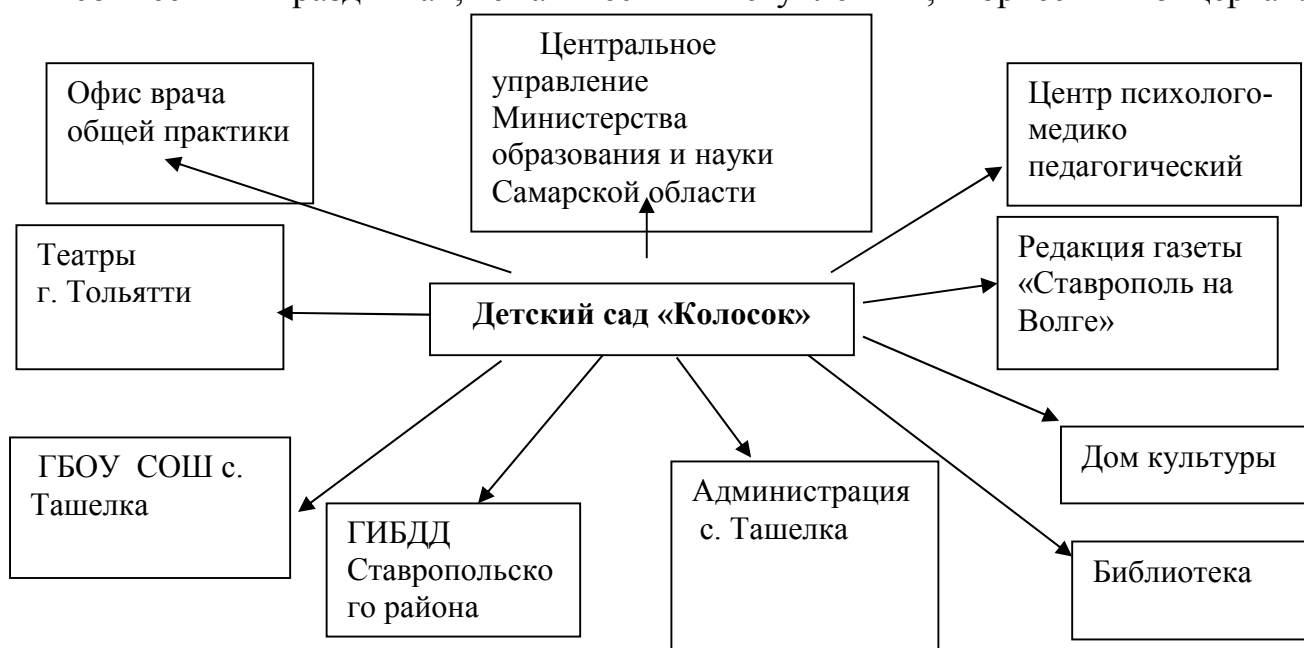 Центральное
управление
Министерства
образования и науки
Самарской области
Офис врача
общей практики
Центр психолого-
медико
педагогический
Театры
г. Тольятти
Редакция газеты
«Ставрополь на
Волге»
Детский сад «Колосок»
ГБОУ СОШ с.
Ташелка
ГИБДД
Ставропольско
го района
Администрация
с. Ташелка
Дом культуры
Библиотека